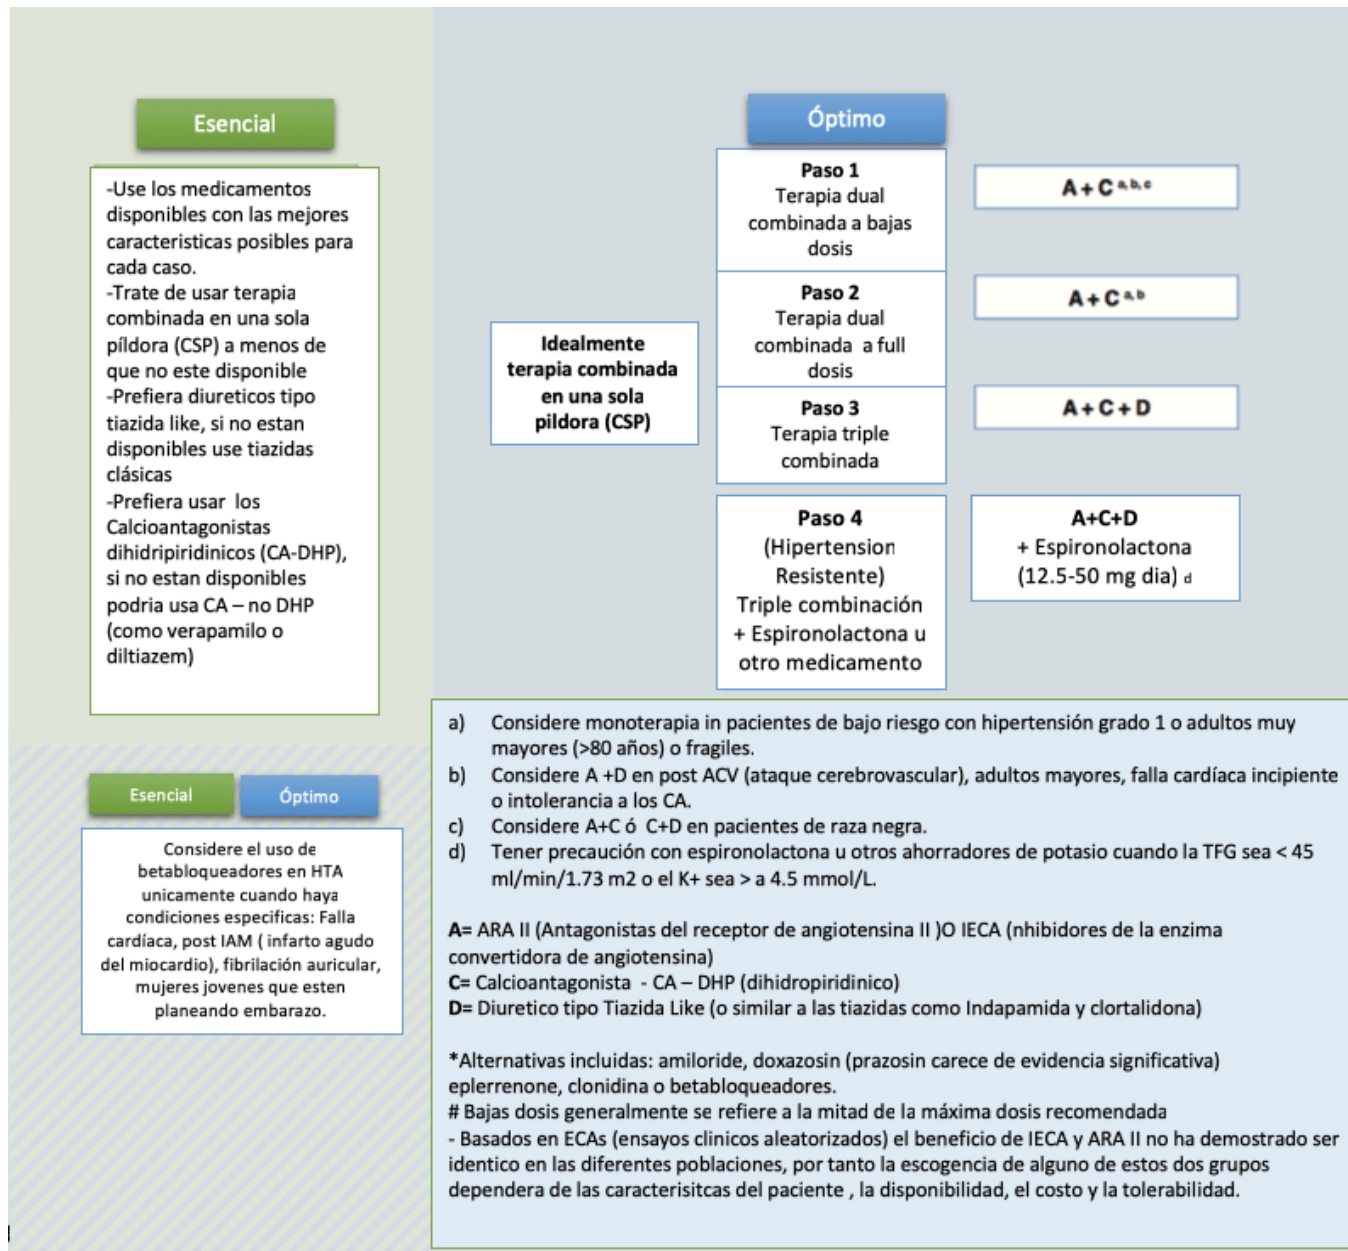 Esencial
-Use los medicamentos
disponibles con las mejores
caracteristicas posibles para
cada caso.
-Trate de usar terapia
combinada en una sola
píldora (CSP) a menos de
que no este disponible
-Prefiera diureticos tipo
tiazida like, si no estan
disponibles use tiazidas
clásicas
-Prefiera usar los
Calcioantagonistas
dihidripiridinicos (CA-DHP),
si no estan disponibles
podria usa CA – no DHP
(como verapamilo o
diltiazem)
Esencial
Óptimo
Considere el uso de
betabloqueadores en HTA
unicamente cuando haya
condiciones especificas: Falla
cardíaca, post IAM ( infarto agudo
del miocardio), fibrilación auricular,
mujeres jovenes que esten
planeando embarazo.
Óptimo
Idealmente
terapia combinada
en una sola
pildora (CSP)
Paso 1
Terapia dual
combinada a bajas
dosis
A + C a, b, c
Paso 2
Terapia dual
combinada a full
dosis
A + C a, b
Paso 3
Terapia triple
combinada
A + C + D
Paso 4
(Hipertension
Resistente)
Triple combinación
+ Espironolactona u
otro medicamento
A+C+D
+ Espironolactona
(12.5-50 mg dia) d
a) Considere monoterapia in pacientes de bajo riesgo con hipertensión grado 1 o adultos muy
mayores (>80 años) o fragiles.
b) Considere A +D en post ACV (ataque cerebrovascular), adultos mayores, falla cardíaca incipiente
o intolerancia a los CA.
c) Considere A+C ó C+D en pacientes de raza negra.
d) Tener precaución con espironolactona u otros ahorradores de potasio cuando la TFG sea < 45
ml/min/1.73 m2 o el K+ sea > a 4.5 mmol/L.
A= ARA II (Antagonistas del receptor de angiotensina II )O IECA (nhibidores de la enzima
convertidora de angiotensina)
C= Calcioantagonista - CA – DHP (dihidropiridinico)
D= Diuretico tipo Tiazida Like (o similar a las tiazidas como Indapamida y clortalidona)
*Alternativas incluidas: amiloride, doxazosin (prazosin carece de evidencia significativa)
eplerrenone, clonidina o betabloqueadores.
# Bajas dosis generalmente se refiere a la mitad de la máxima dosis recomendada
- Basados en ECAs (ensayos clinicos aleatorizados) el beneficio de IECA y ARA II no ha demostrado ser
identico en las diferentes poblaciones, por tanto la escogencia de alguno de estos dos grupos
dependera de las caracterisitcas del paciente , la disponibilidad, el costo y la tolerabilidad.